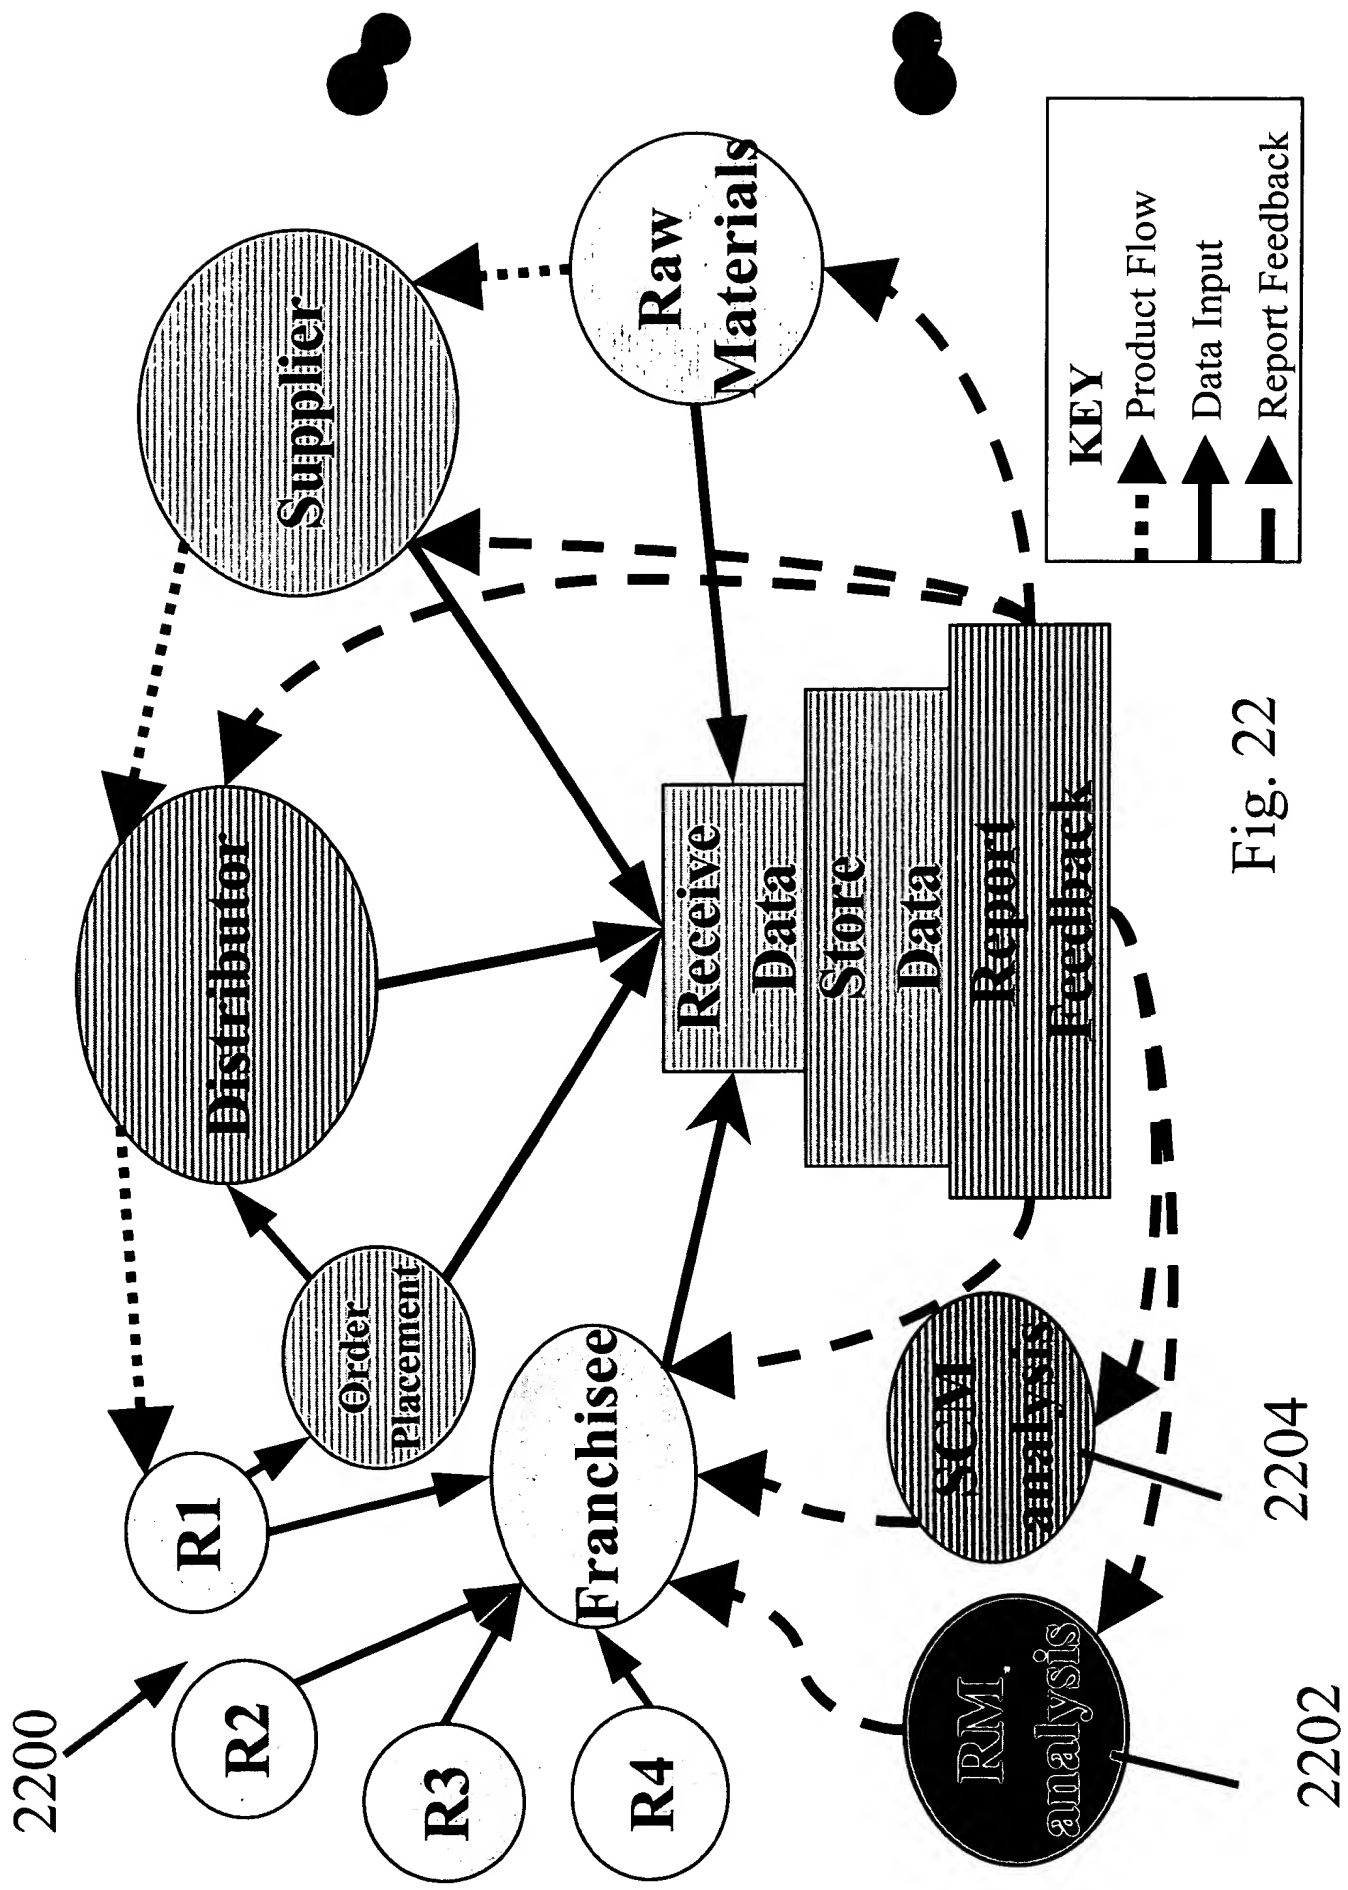 2200
R1
R2
R3
R4
Order
Placement
Distributor
Supplier
Franchisee
Raw
Materials
Receive
Data
Store
Data
Report
Feedback
RM
analysis
SCM
analysis
2202
2204
KEY
Product Flow
Data Input
Report Feedback
Fig. 22